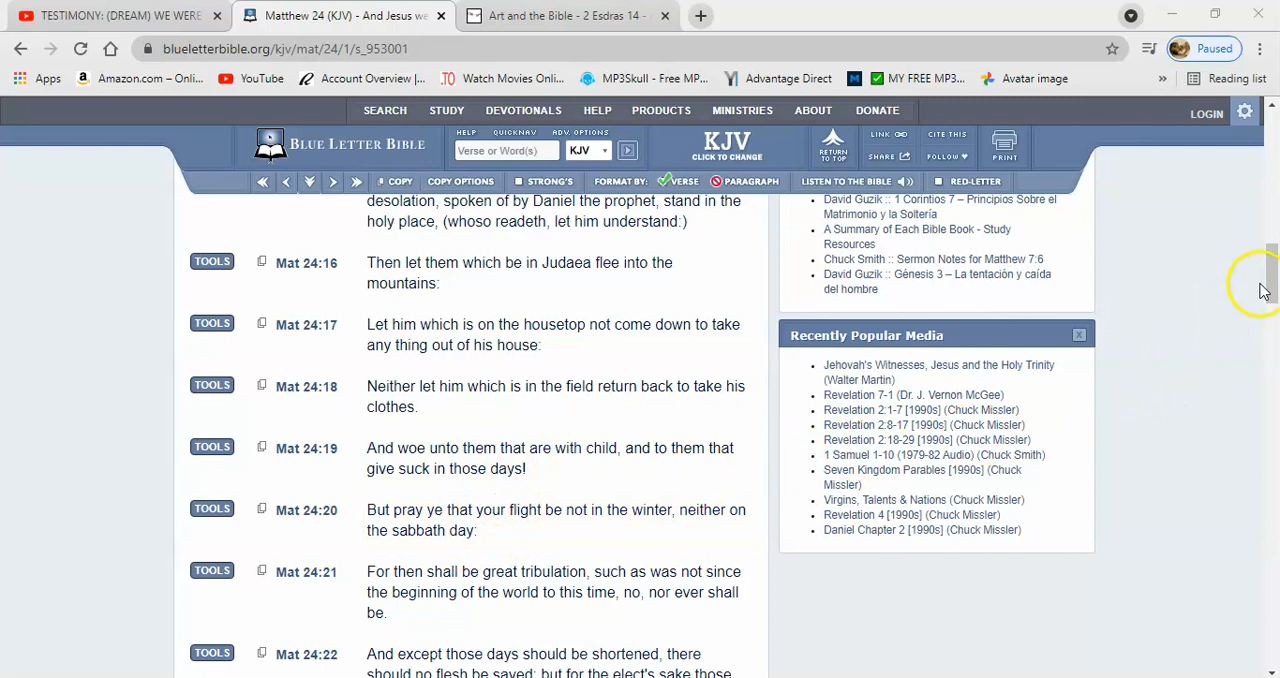 TESTIMONY: (DREAM) WE WERE
Matthew 24 (KJV) - And Jesus we
Art and the Bible - 2 Esdras 14 -
blueletterbible.org/kjv/mat/24/1/s_953001
Paused
Apps
Amazon.com – Onli...
YouTube
Account Overview |...
Watch Movies Onli...
MP3Skull - Free MP...
Advantage Direct
MY FREE MP3...
Avatar image
»
Reading list
SEARCH STUDY DEVOTIONALS HELP PRODUCTS MINISTRIES ABOUT DONATE
LOGIN
BLUE LETTER BIBLE
HELP QUICKNAV ADV. OPTIONS
Verse or Word(s)
KJV
KJV
CLICK TO CHANGE
RETURN
TO TOP
LINK
SHARE
CITE THIS
FOLLOW
PRINT
COPY COPY OPTIONS STRONG'S FORMAT BY: VERSE PARAGRAPH LISTEN TO THE BIBLE RED-LETTER
desolation, spoken of by Daniel the prophet, stand in the
holy place, (whoso readeth, let him understand:)
TOOLS Mat 24:16 Then let them which be in Judaea flee into the
mountains:
TOOLS Mat 24:17 Let him which is on the housetop not come down to take
any thing out of his house:
TOOLS Mat 24:18 Neither let him which is in the field return back to take his
clothes.
TOOLS Mat 24:19 And woe unto them that are with child, and to them that
give suck in those days!
TOOLS Mat 24:20 But pray ye that your flight be not in the winter, neither on
the sabbath day:
TOOLS Mat 24:21 For then shall be great tribulation, such as was not since
the beginning of the world to this time, no, nor ever shall
be.
TOOLS Mat 24:22 And except those days should be shortened, there
should no flesh be saved: but for the elect's sake those
David Guzik :: 1 Corintios 7 – Principios Sobre el
Matrimonio y la Soltería
A Summary of Each Bible Book - Study
Resources
Chuck Smith :: Sermon Notes for Matthew 7:6
David Guzik :: Génesis 3 – La tentación y caída
del hombre
Recently Popular Media
Jehovah's Witnesses, Jesus and the Holy Trinity
(Walter Martin)
Revelation 7-1 (Dr. J. Vernon McGee)
Revelation 2:1-7 [1990s] (Chuck Missler)
Revelation 2:8-17 [1990s] (Chuck Missler)
Revelation 2:18-29 [1990s] (Chuck Missler)
1 Samuel 1-10 (1979-82 Audio) (Chuck Smith)
Seven Kingdom Parables [1990s] (Chuck
Missler)
Virgins, Talents & Nations (Chuck Missler)
Revelation 4 [1990s] (Chuck Missler)
Daniel Chapter 2 [1990s] (Chuck Missler)